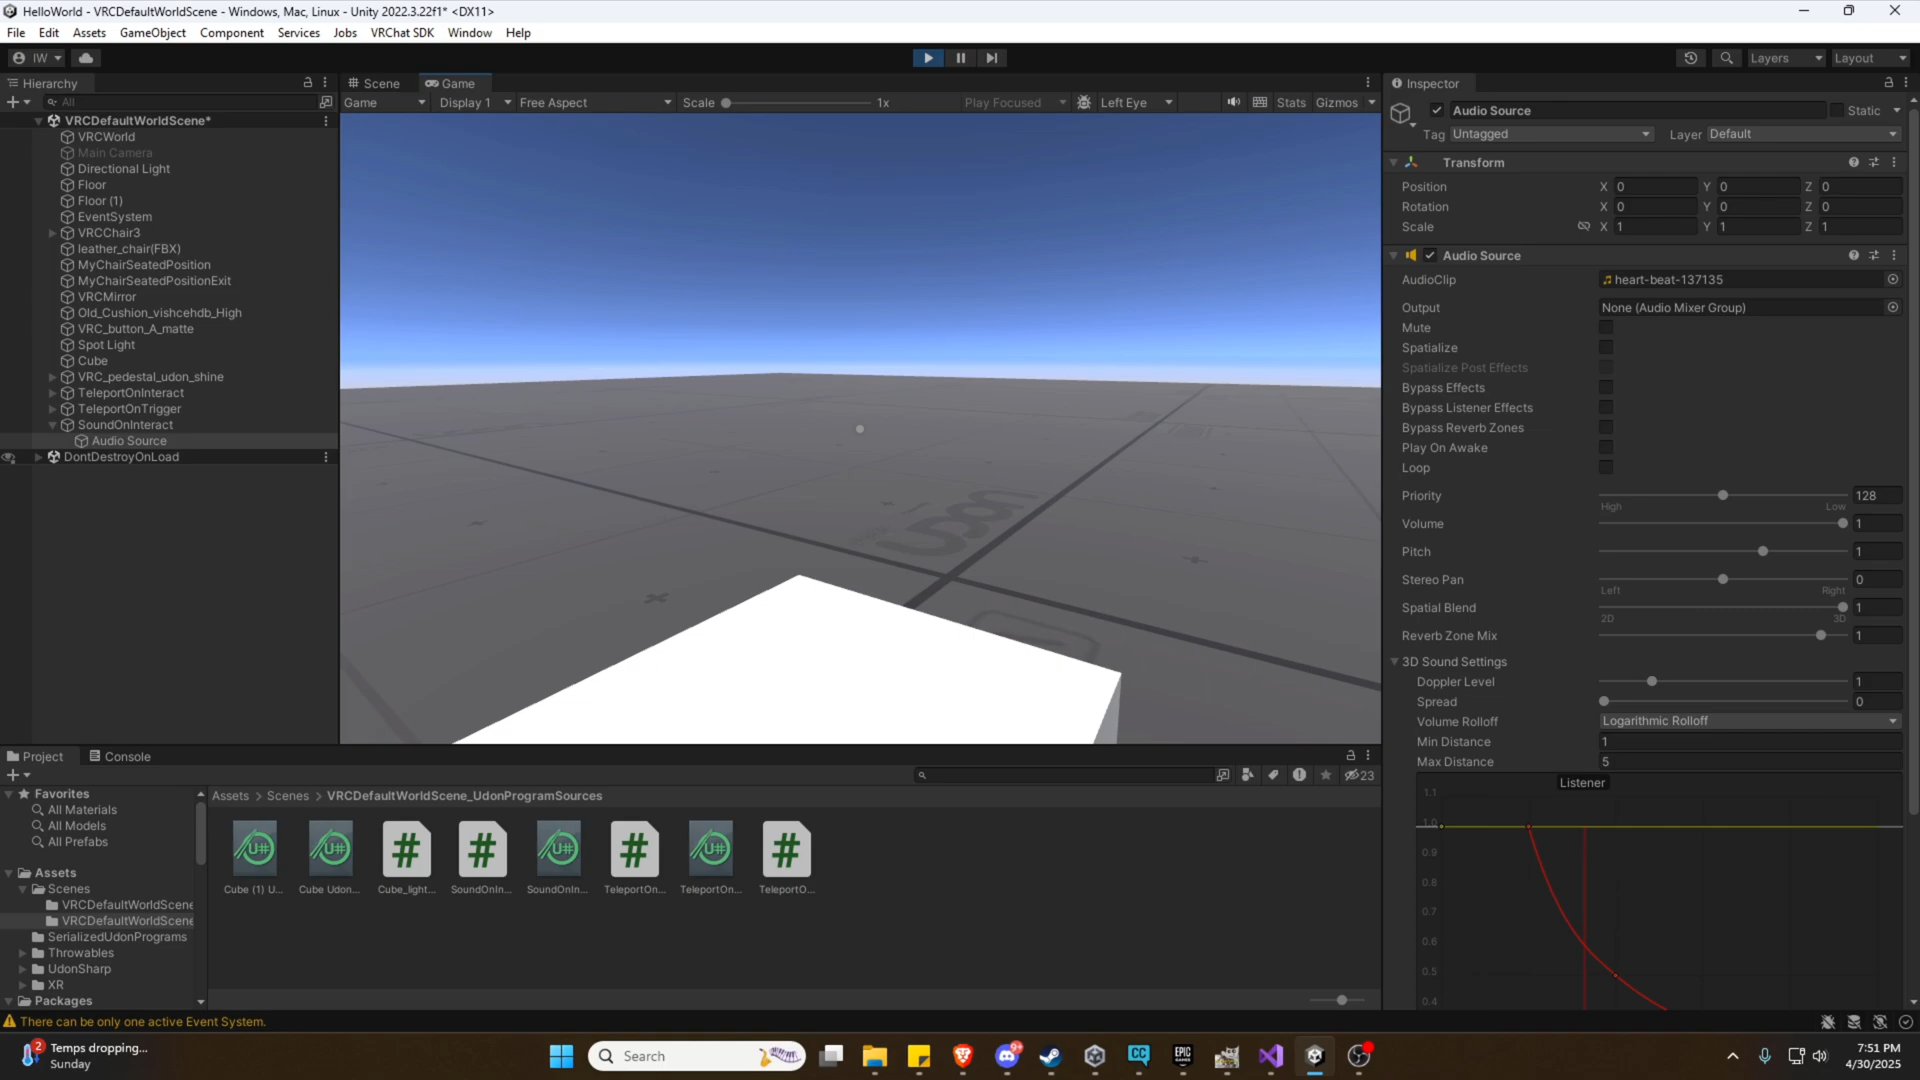 HelloWorld - VRCDefaultWorldScene - Windows, Mac, Linux - Unity 2022.3.22f1* <DX11>
File Edit Assets GameObject Component Services Jobs VRChat SDK Window Help
IW Layers Layout
Hierarchy
All
VRCDefaultWorldScene*
VRCWorld
Main Camera
Directional Light
Floor
Floor (1)
EventSystem
VRCChair3
leather_chair(FBX)
MyChairSeatedPosition
MyChairSeatedPositionExit
VRCMirror
Old_Cushion_vishcehdb_High
VRC_button_A_matte
Spot Light
Cube
VRC_pedestal_udon_shine
TeleportOnInteract
TeleportOnTrigger
SoundOnInteract
Audio Source
DontDestroyOnLoad
Scene Game
Game Display 1 Free Aspect Scale 1x Play Focused Left Eye Stats Gizmos
Udon
Inspector
Audio Source Static
Tag Untagged Layer Default
Transform
Position X 0 Y 0 Z 0
Rotation X 0 Y 0 Z 0
Scale X 1 Y 1 Z 1
Audio Source
AudioClip heart-beat-137135
Output None (Audio Mixer Group)
Mute
Spatialize
Spatialize Post Effects
Bypass Effects
Bypass Listener Effects
Bypass Reverb Zones
Play On Awake
Loop
Priority 128
High Low
Volume 1
Pitch 1
Stereo Pan 0
Left Right
Spatial Blend 1
2D 3D
Reverb Zone Mix 1
3D Sound Settings
Doppler Level 1
Spread 0
Volume Rolloff Logarithmic Rolloff
Min Distance 1
Max Distance 5
Listener
1.1
1.0
0.9
0.8
0.7
0.6
0.5
0.4
Project Console
23
Favorites
All Materials
All Models
All Prefabs
Assets
Scenes
VRCDefaultWorldScene
VRCDefaultWorldScene
SerializedUdonPrograms
Throwables
UdonSharp
XR
Packages
Assets > Scenes > VRCDefaultWorldScene_UdonProgramSources
U# U# # # U# # U# #
Cube (1) U... Cube Udon... Cube_light... SoundOnIn... SoundOnIn... TeleportOn... TeleportOn... TeleportO...
There can be only one active Event System.
2 Temps dropping...
Sunday
Search
9+
CC
EPIC GAMES
7:51 PM
4/30/2025